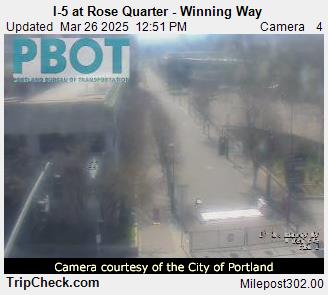 I-5 at Rose Quarter - Winning Way
Updated Mar 26 2025 12:51 PM Camera 4
PBOT
PORTLAND BUREAU OF TRANSPORTATION
Camera courtesy of the City of Portland
TripCheck.com Milepost302.00